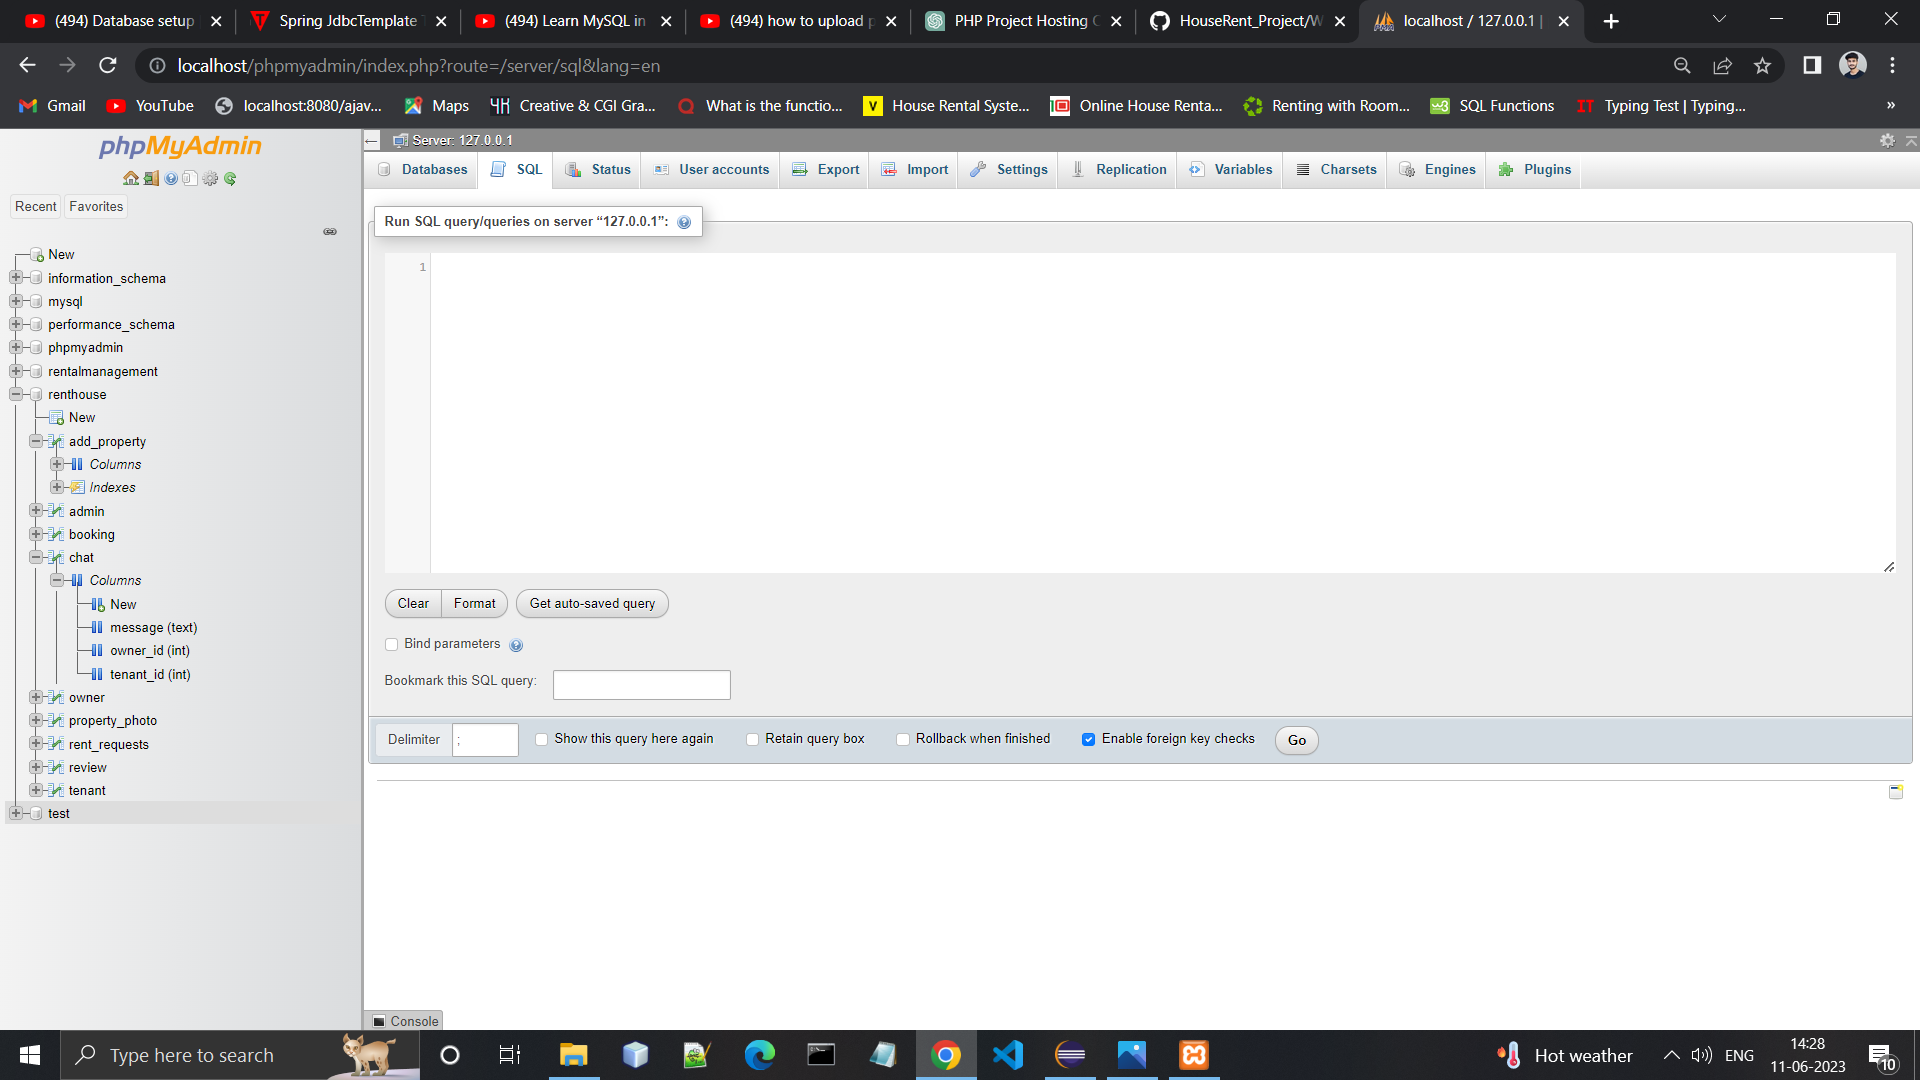 (494) Database setup
Spring JdbcTemplate T
(494) Learn MySQL in
(494) how to upload p
PHP Project Hosting C
HouseRent_Project/W
localhost / 127.0.0.1 |
localhost/phpmyadmin/index.php?route=/server/sql&lang=en
Gmail
YouTube
localhost:8080/ajav...
Maps
Creative & CGI Gra...
What is the functio...
House Rental Syste...
Online House Renta...
Renting with Room...
SQL Functions
Typing Test | Typing...
»
phpMyAdmin
Recent
Favorites
New
information_schema
mysql
performance_schema
phpmyadmin
rentalmanagement
renthouse
New
add_property
Columns
Indexes
admin
booking
chat
Columns
New
message (text)
owner_id (int)
tenant_id (int)
owner
property_photo
rent_requests
review
tenant
test
Server: 127.0.0.1
Databases
SQL
Status
User accounts
Export
Import
Settings
Replication
Variables
Charsets
Engines
Plugins
Run SQL query/queries on server “127.0.0.1”:
1
Clear
Format
Get auto-saved query
Bind parameters
Bookmark this SQL query:
Delimiter ;
Show this query here again
Retain query box
Rollback when finished
Enable foreign key checks
Go
Console
Type here to search
Hot weather
ENG
14:28
11-06-2023
10